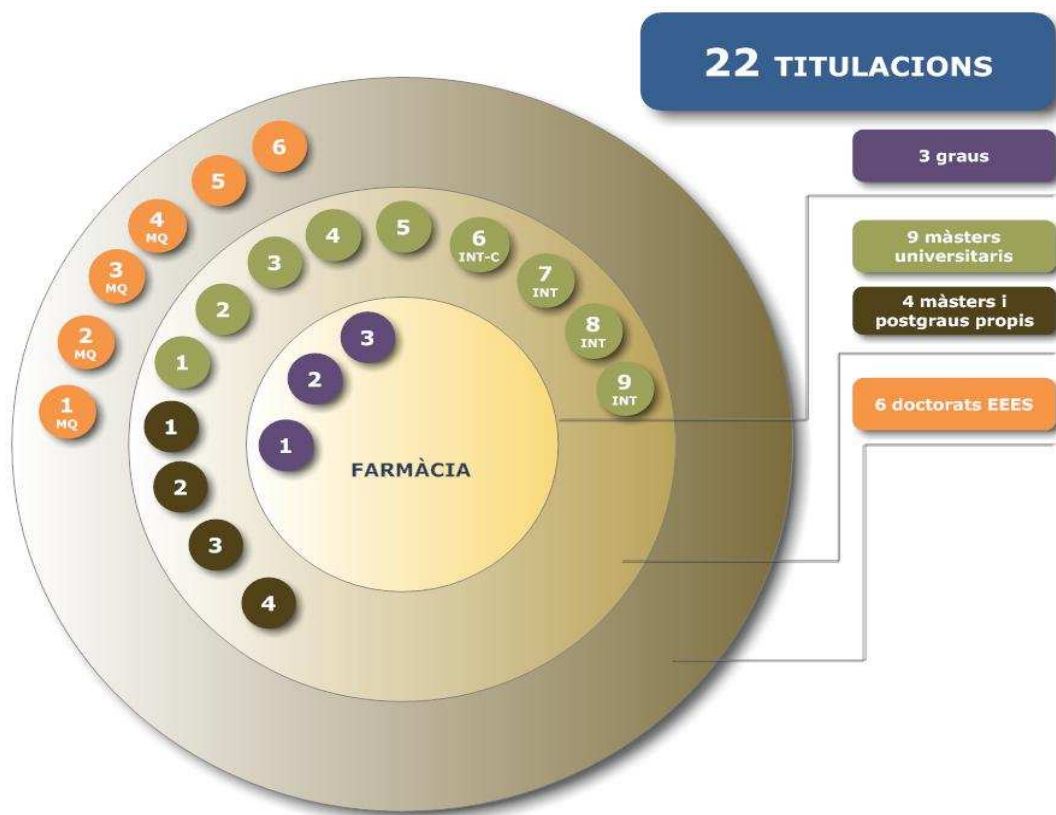 22 TITULACIONS
3 graus
9 màsters
universitaris
4 màsters i
postgraus propis
6 doctorats EEES
6
5
4
MQ
3
MQ
2
MQ
1
MQ
1
2
3
4
5
6
INT-C
7
INT
8
INT
9
INT
1
2
3
4
3
2
1
FARMÀCIA